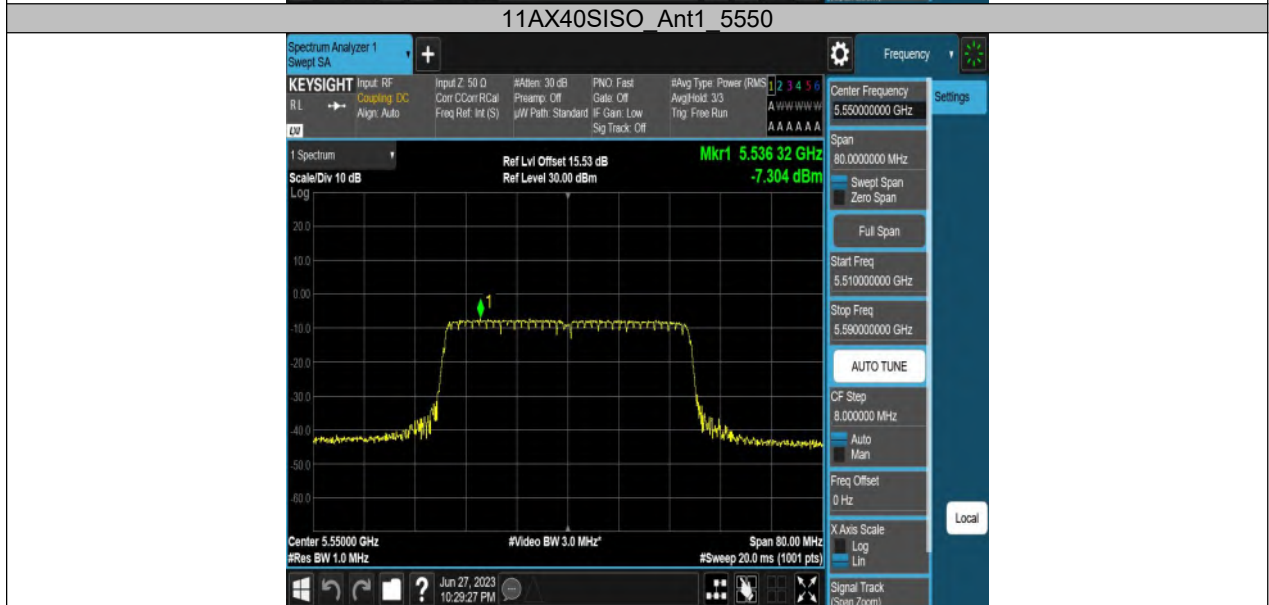 11AX40SISO_Ant1_5550
Spectrum Analyzer 1
Swept SA
+
Frequency
KEYSIGHT
RL
LXI
Input: RF
Coupling: DC
Align: Auto
Input Z: 50 Ω
Corr CCorr RCal
Freq Ref: Int (S)
#Atten: 30 dB
Preamp: Off
µW Path: Standard
PNO: Fast
Gate: Off
IF Gain: Low
Sig Track: Off
#Avg Type: Power (RMS
Avg|Hold: 3/3
Trig: Free Run
1 2 3 4 5 6
A W W W W W
A A A A A A
1 Spectrum
Scale/Div 10 dB
Ref Lvl Offset 15.53 dB
Ref Level 30.00 dBm
Mkr1 5.536 32 GHz
-7.304 dBm
Log
20.0
10.0
0.00
-10.0
-20.0
-30.0
-40.0
-50.0
-60.0
1
Center 5.55000 GHz
#Res BW 1.0 MHz
#Video BW 3.0 MHz*
Span 80.00 MHz
#Sweep 20.0 ms (1001 pts)
?
Jun 27, 2023
10:29:27 PM
Center Frequency
5.550000000 GHz
Settings
Span
80.0000000 MHz
Swept Span
Zero Span
Full Span
Start Freq
5.510000000 GHz
Stop Freq
5.590000000 GHz
AUTO TUNE
CF Step
8.000000 MHz
Auto
Man
Freq Offset
0 Hz
X Axis Scale
Log
Lin
Local
Signal Track
(Span Zoom)